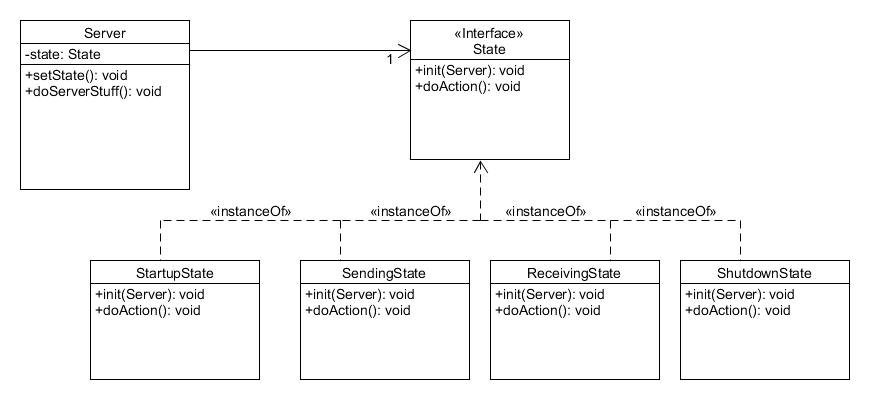 Server
-state: State
+setState(): void
+doServerStuff(): void
1
«Interface»
State
+init(Server): void
+doAction(): void
«instanceOf»
«instanceOf»
«instanceOf»
«instanceOf»
StartupState
+init(Server): void
+doAction(): void
SendingState
+init(Server): void
+doAction(): void
ReceivingState
+init(Server): void
+doAction(): void
ShutdownState
+init(Server): void
+doAction(): void